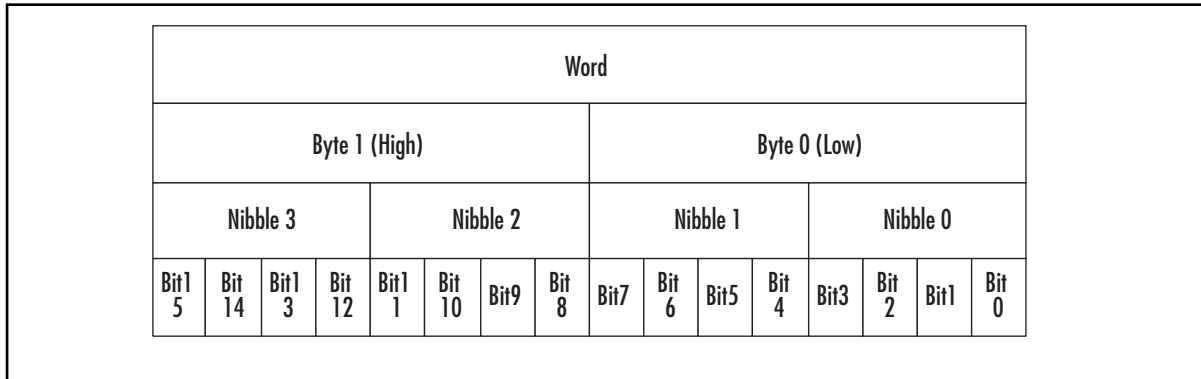 Word
Byte 1 (High) Byte 0 (Low)
Nibble 3 Nibble 2 Nibble 1 Nibble 0
Bit1 Bit Bit1 Bit Bit1 Bit Bit9 Bit Bit7 Bit Bit5 Bit Bit3 Bit Bit1 Bit
5 14 3 12 1 10 8 6 4 2 0